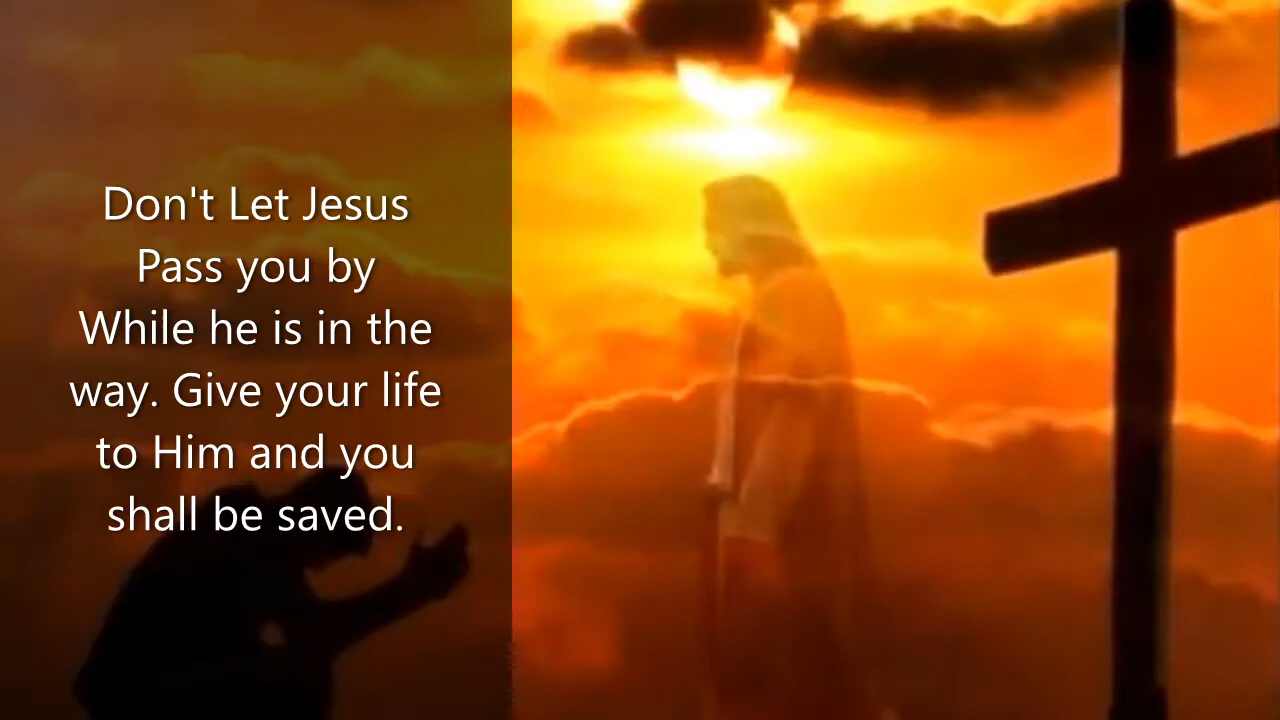 Don't Let Jesus
Pass you by
While he is in the
way. Give your life
to Him and you
shall be saved.